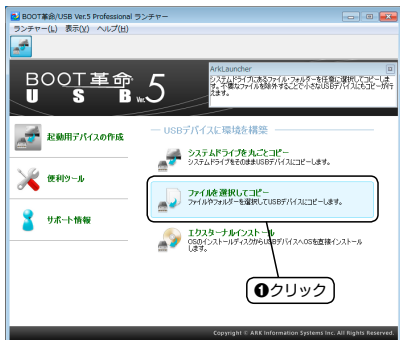 BOOT革命/USB Ver.5 Professional ランチャー
ランチャー(L) 表示(V) ヘルプ(H)
BOOT革命
USB Ver.5
ArkLauncher
システムドライブにあるファイル・フォルダーを任意に選択してコピーしま
す。不要なファイルを除外することで小さなUSBデバイスにもコピーが行
えます。
起動用デバイスの作成
便利ツール
サポート情報
USBデバイスに環境を構築
システムドライブを丸ごとコピー
システムドライブをそのままUSBデバイスにコピーします。
ファイルを選択してコピー
ファイルやフォルダーを選択してUSBデバイスにコピーします。
エクスターナルインストール
OSのインストールディスクからUSBデバイスへOSを直接インストール
します。
❶クリック
Copyright © ARK Information Systems Inc. All Rights Reserved.